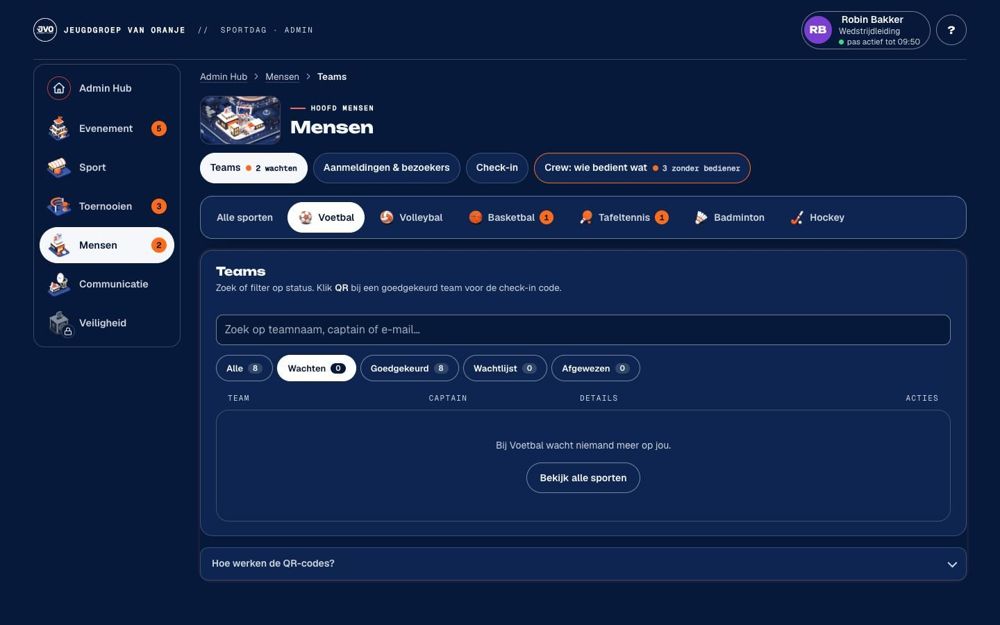 JVO JEUGDGROEP VAN ORANJE // SPORTDAG · ADMIN
RB
Robin Bakker
Wedstrijdleiding
pas actief tot 09:50
?
Admin Hub
Evenement 5
Sport
Toernooien 3
Mensen 2
Communicatie
Veiligheid
Admin Hub > Mensen > Teams
HOOFD MENSEN
Mensen
Teams 2 wachten
Aanmeldingen & bezoekers
Check-in
Crew: wie bedient wat 3 zonder bediener
Alle sporten
Voetbal
Volleybal
Basketbal 1
Tafeltennis 1
Badminton
Hockey
Teams
Zoek of filter op status. Klik QR bij een goedgekeurd team voor de check-in code.
Zoek op teamnaam, captain of e-mail...
Alle 8
Wachten 0
Goedgekeurd 8
Wachtlijst 0
Afgewezen 0
TEAM CAPTAIN DETAILS ACTIES
Bij Voetbal wacht niemand meer op jou.
Bekijk alle sporten
Hoe werken de QR-codes?